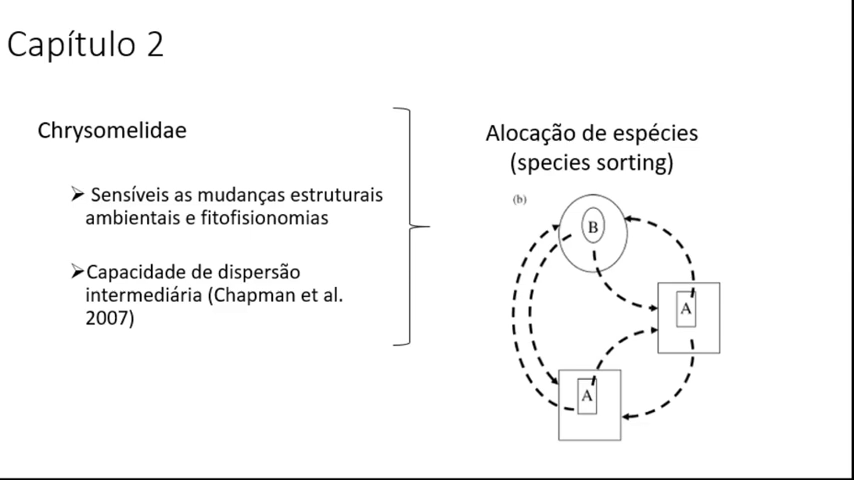 Capítulo 2
Chrysomelidae
➢ Sensíveis as mudanças estruturais
ambientais e fitofisionomias
➢Capacidade de dispersão
intermediária (Chapman et al.
2007)
Alocação de espécies
(species sorting)
(b)
B
A
A